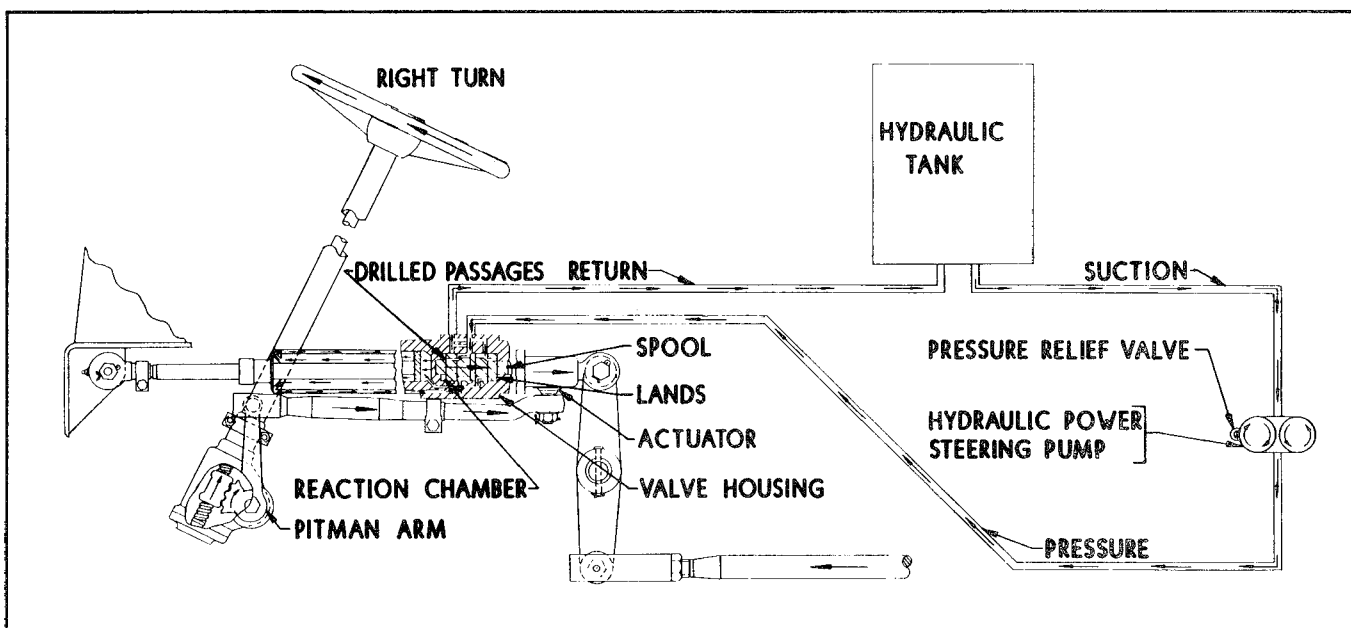 RIGHT TURN
HYDRAULIC
TANK
DRILLED PASSAGES
RETURN
SUCTION
SPOOL
PRESSURE RELIEF VALVE
LANDS
HYDRAULIC POWER
STEERING PUMP
ACTUATOR
REACTION CHAMBER
VALVE HOUSING
PITMAN ARM
PRESSURE